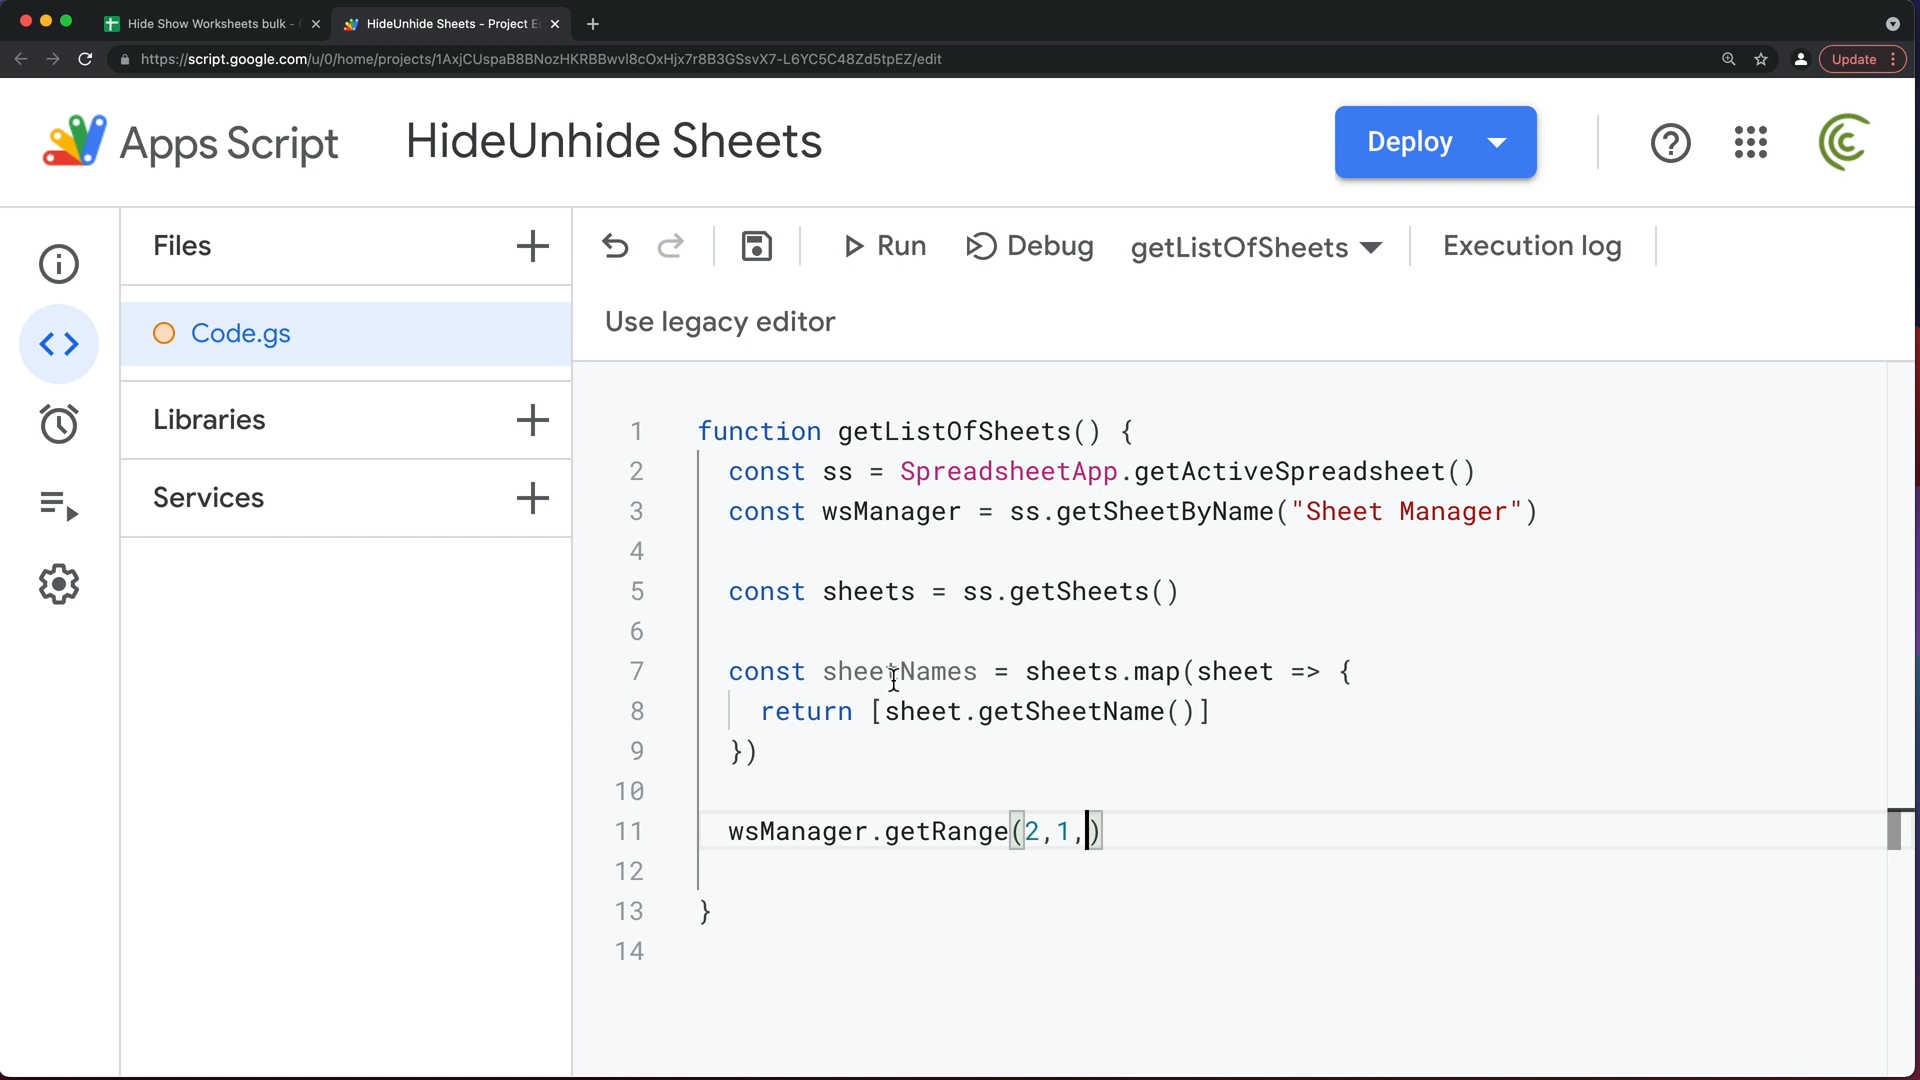 Hide Show Worksheets bulk -
HideUnhide Sheets - Project E
https://script.google.com/u/0/home/projects/1AxjCUspaB8BNozHKRBBwvl8cOxHjx7r8B3GSsvX7-L6YC5C48Zd5tpEZ/edit
Update
Apps Script
HideUnhide Sheets
Deploy
Files
Run
Debug
getListOfSheets
Execution log
Use legacy editor
Code.gs
Libraries
Services
1 function getListOfSheets() {
2 const ss = SpreadsheetApp.getActiveSpreadsheet()
3 const wsManager = ss.getSheetByName("Sheet Manager")
4
5 const sheets = ss.getSheets()
6
7 const sheetNames = sheets.map(sheet => {
8 return [sheet.getSheetName()]
9 })
10
11 wsManager.getRange(2,1,)
12
13 }
14